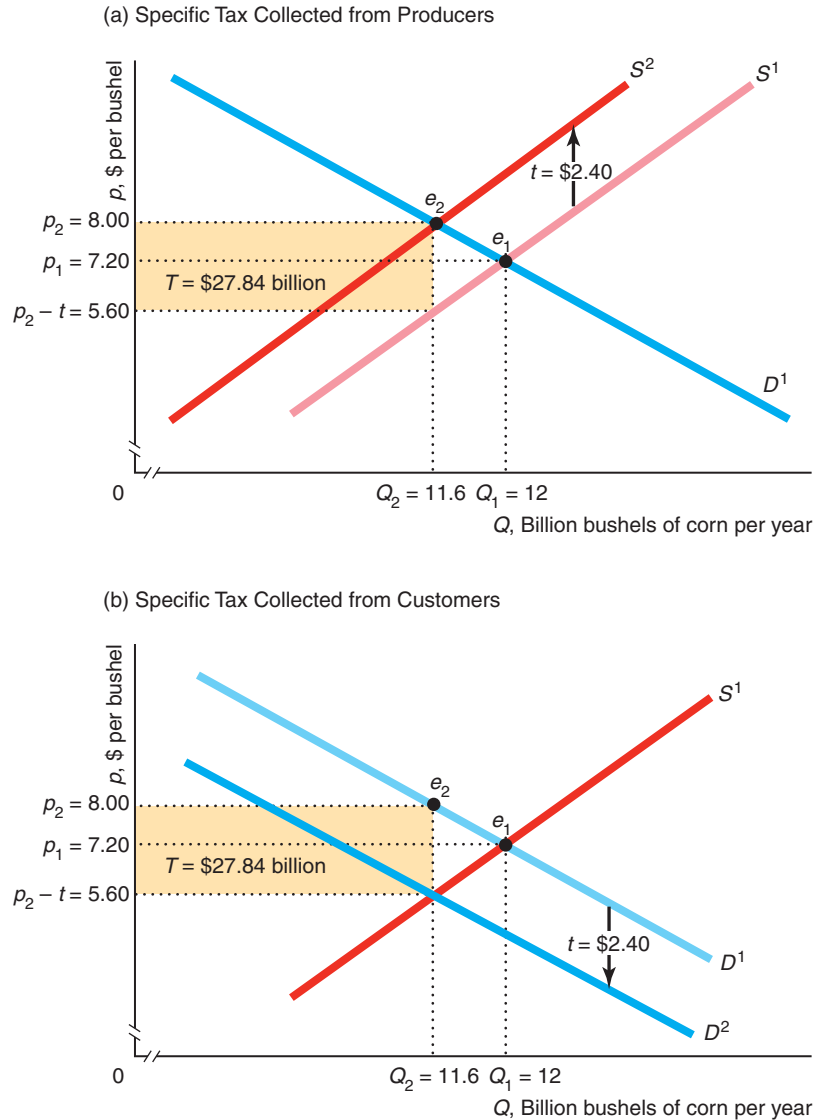 (a) Specific Tax Collected from Producers
p, $ per bushel
S²
S¹
t = $2.40
e₂
p₂ = 8.00
e₁
p₁ = 7.20
T = $27.84 billion
p₂ – t = 5.60
D¹
0
Q₂ = 11.6 Q₁ = 12
Q, Billion bushels of corn per year
(b) Specific Tax Collected from Customers
p, $ per bushel
S¹
e₂
p₂ = 8.00
e₁
p₁ = 7.20
T = $27.84 billion
p₂ – t = 5.60
t = $2.40
D¹
D²
0
Q₂ = 11.6 Q₁ = 12
Q, Billion bushels of corn per year